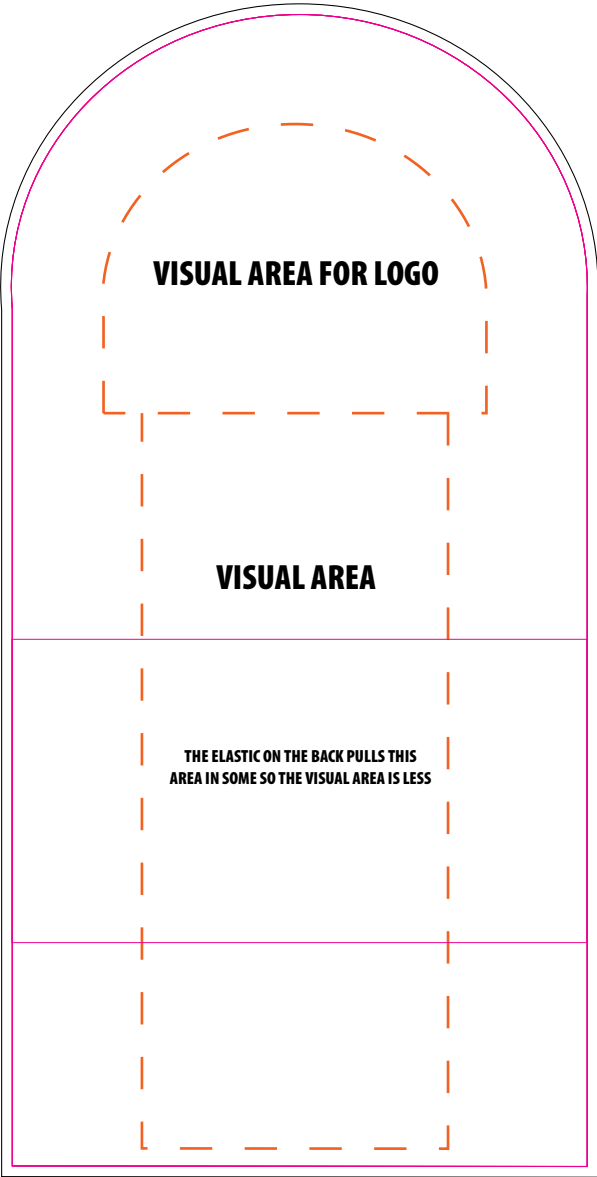 VISUAL AREA FOR LOGO
VISUAL AREA
THE ELASTIC ON THE BACK PULLS THIS
AREA IN SOME SO THE VISUAL AREA IS LESS